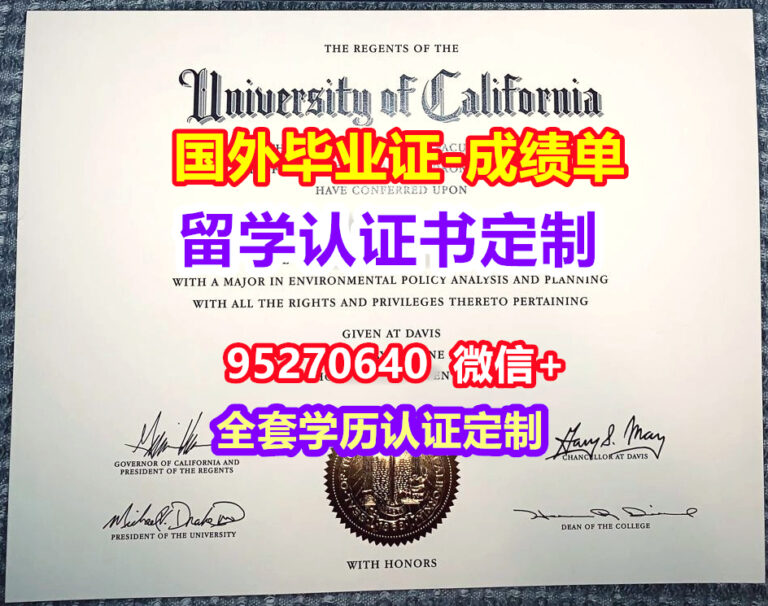 THE REGENTS OF THE
University of California
国外毕业证-成绩单
HAVE CONFERRED UPON
留学认证书定制
WITH A MAJOR IN ENVIRONMENTAL POLICY ANALYSIS AND PLANNING
WITH ALL THE RIGHTS AND PRIVILEGES THERETO PERTAINING
GIVEN AT DAVIS
95270640 微信+
全套学历认证定制
GOVERNOR OF CALIFORNIA AND
PRESIDENT OF THE REGENTS
CHANCELLOR AT DAVIS
PRESIDENT OF THE UNIVERSITY
DEAN OF THE COLLEGE
WITH HONORS